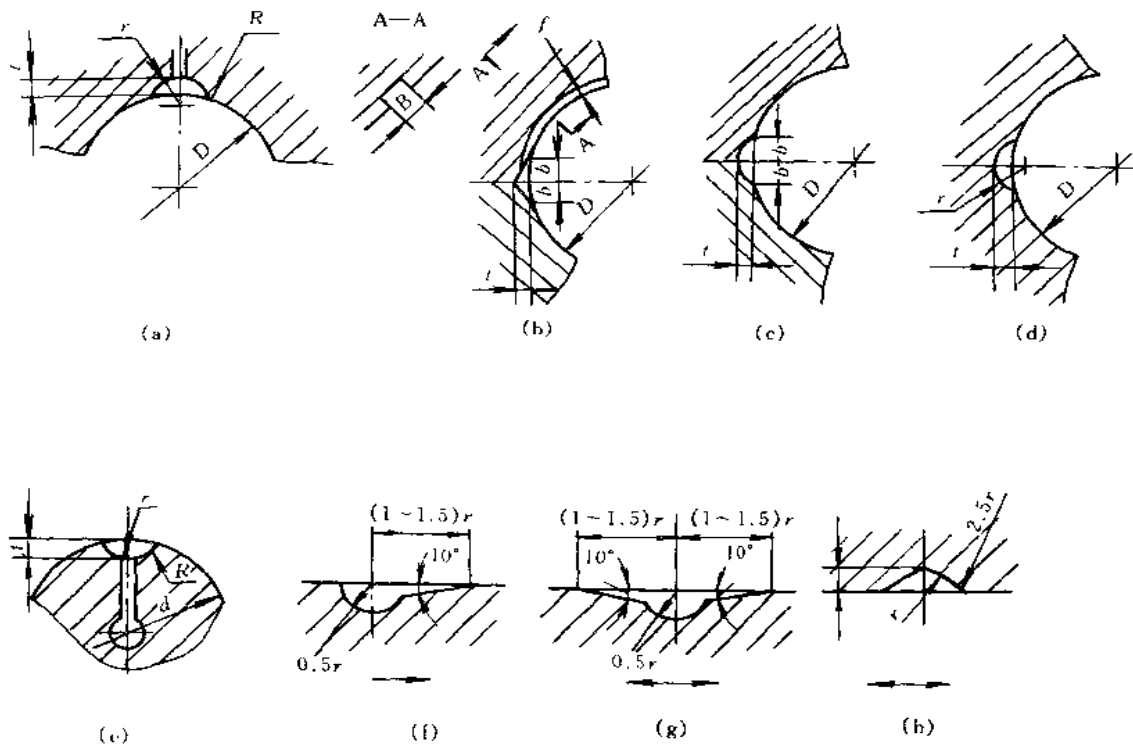 A—A
r
R
t
D
(a)
B
A
f
A
b
b
D
t
(b)
b
b
D
t
(c)
r
D
t
(d)
r
t
R
d
(e)
(1~1.5)r
10°
0.5r
(f)
(1~1.5)r
(1~1.5)r
10°
10°
0.5r
(g)
2.5r
r
(h)